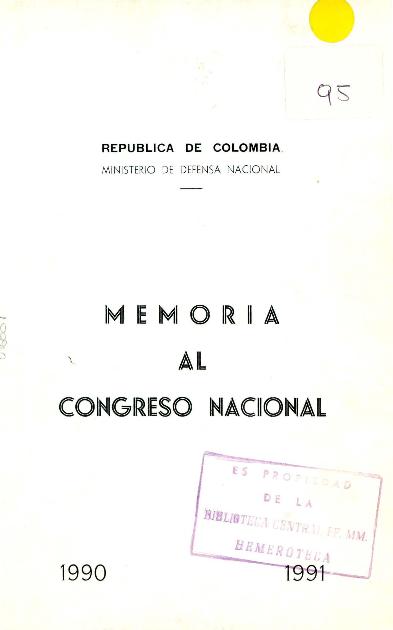 95
REPUBLICA DE COLOMBIA
MINISTERIO DE DEFENSA NACIONAL
MEMORIA
AL
CONGRESO NACIONAL
ES PROPIEDAD
DE LA
BIBLIOTECA CENTRAL FF. MM.
HEMEROTECA
1990 1991